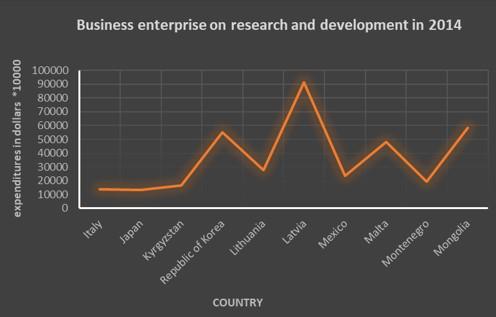 Business enterprise on research and development in 2014
expenditures in dollars *10000
100000
90000
80000
70000
60000
50000
40000
30000
20000
10000
0
Italy
Japan
Kyrgyzstan
Republic of Korea
Lithuania
Latvia
Mexico
Malta
Montenegro
Mongolia
COUNTRY